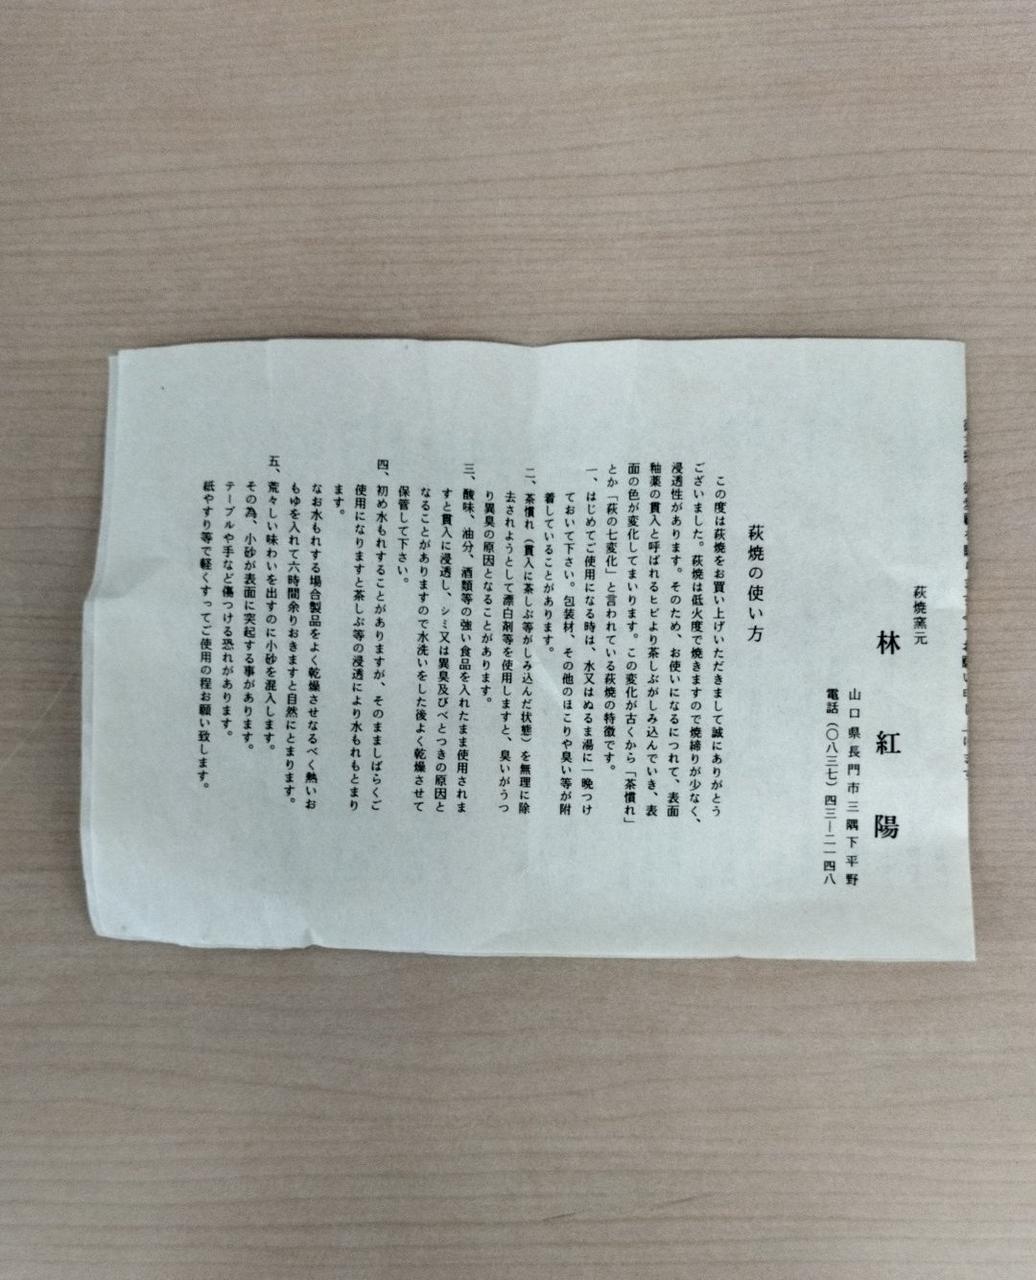 萩焼窯元
林 紅 陽
山口県長門市三隅下平野
電話（〇八三七）四三―二一四八
萩焼の使い方
この度は萩焼をお買い上げいただきまして誠にありがとう
ございました。萩焼は低火度で焼きますので焼締りが少なく、
浸透性があります。そのため、お使いになるにつれて、表面
釉薬の貫入と呼ばれるヒビより茶しぶがしみ込んでいき、表
面の色が変化してまいります。この変化が古くから「茶慣れ」
とか「萩の七変化」と言われている萩焼の特徴です。
一、はじめてご使用になる時は、水又はぬるま湯に一晩つけ
ておいて下さい。包装材、その他のほこりや臭い等が附
着していることがあります。
二、茶慣れ（貫入に茶しぶ等がしみ込んだ状態）を無理に除
去されようとして漂白剤等を使用しますと、臭いがうつ
り異臭の原因となることがあります。
三、酸味、油分、酒類等の強い食品を入れたまま使用されま
すと貫入に浸透し、シミ又は異臭及びべとつきの原因と
なることがありますので水洗いをした後よく乾燥させて
保管して下さい。
四、初め水もれすることがありますが、そのまましばらくご
使用になりますと茶しぶ等の浸透により水もれもとまり
ます。
なお水もれする場合製品をよく乾燥させなるべく熱いお
もゆを入れて六時間余りおきますと自然にとまります。
五、荒々しい味わいを出すのに小砂を混入します。
その為、小砂が表面に突起する事があります。
テーブルや手など傷つける恐れがあります。
紙やすり等で軽くすってご使用の程お願い致します。